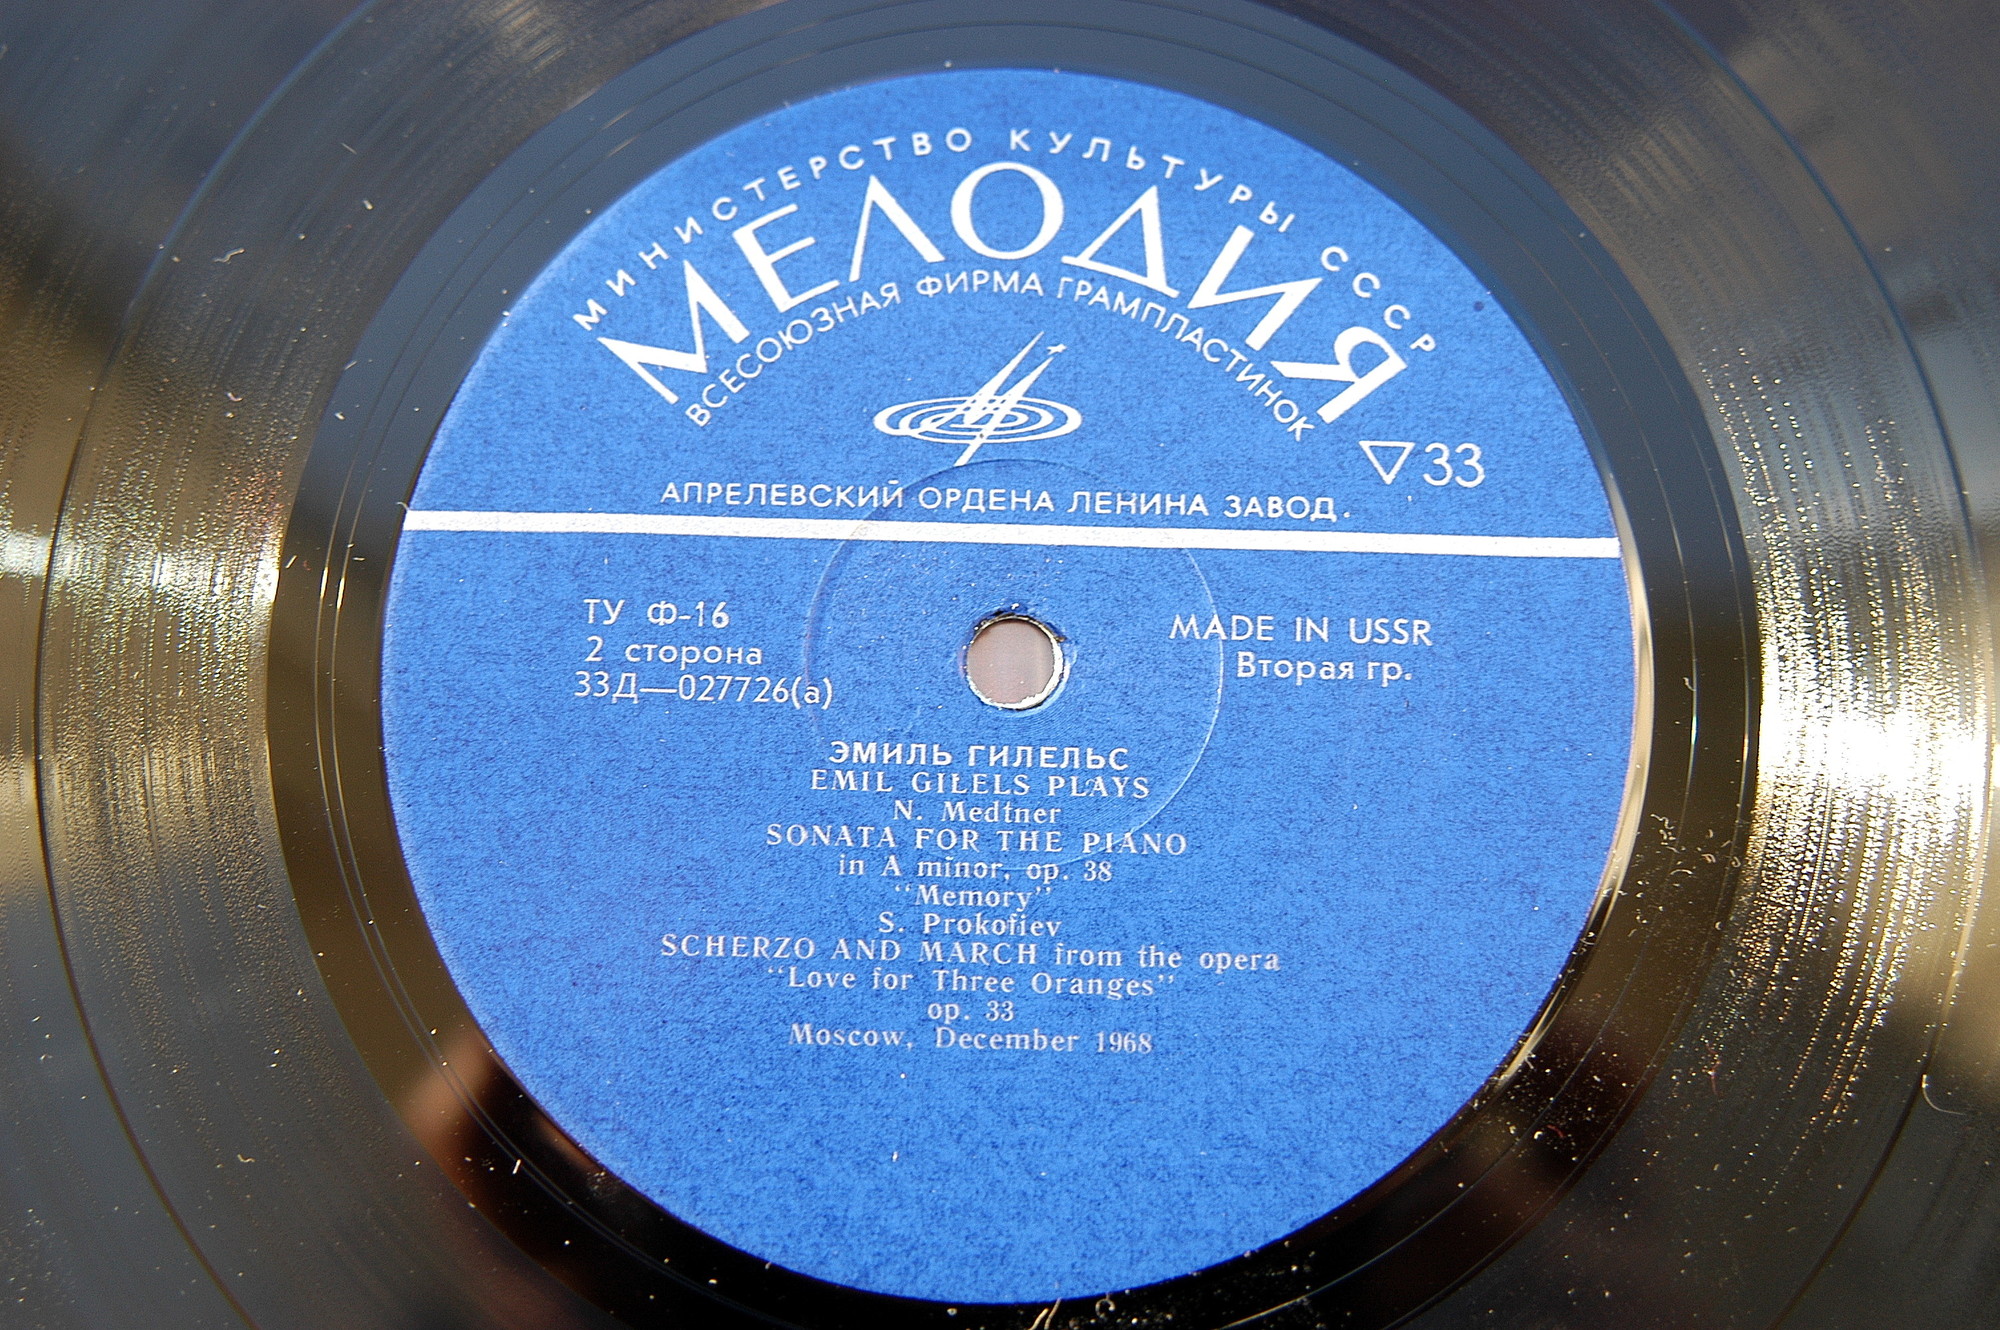 МИНИСТЕРСТВО КУЛЬТУРЫ СССР
МЕЛОДИЯ
ВСЕСОЮЗНАЯ ФИРМА ГРАМПЛАСТИНОК
33
АПРЕЛЕВСКИЙ ОРДЕНА ЛЕНИНА ЗАВОД.
ТУ Ф-16
2 сторона
33Д—027726(а)
MADE IN USSR
Вторая гр.
ЭМИЛЬ ГИЛЕЛЬС
EMIL GILELS PLAYS
N. Medtner
SONATA FOR THE PIANO
in A minor, op. 38
“Memory”
S. Prokofiev
SCHERZO AND MARCH from the opera
“Love for Three Oranges”
op. 33
Moscow, December 1968